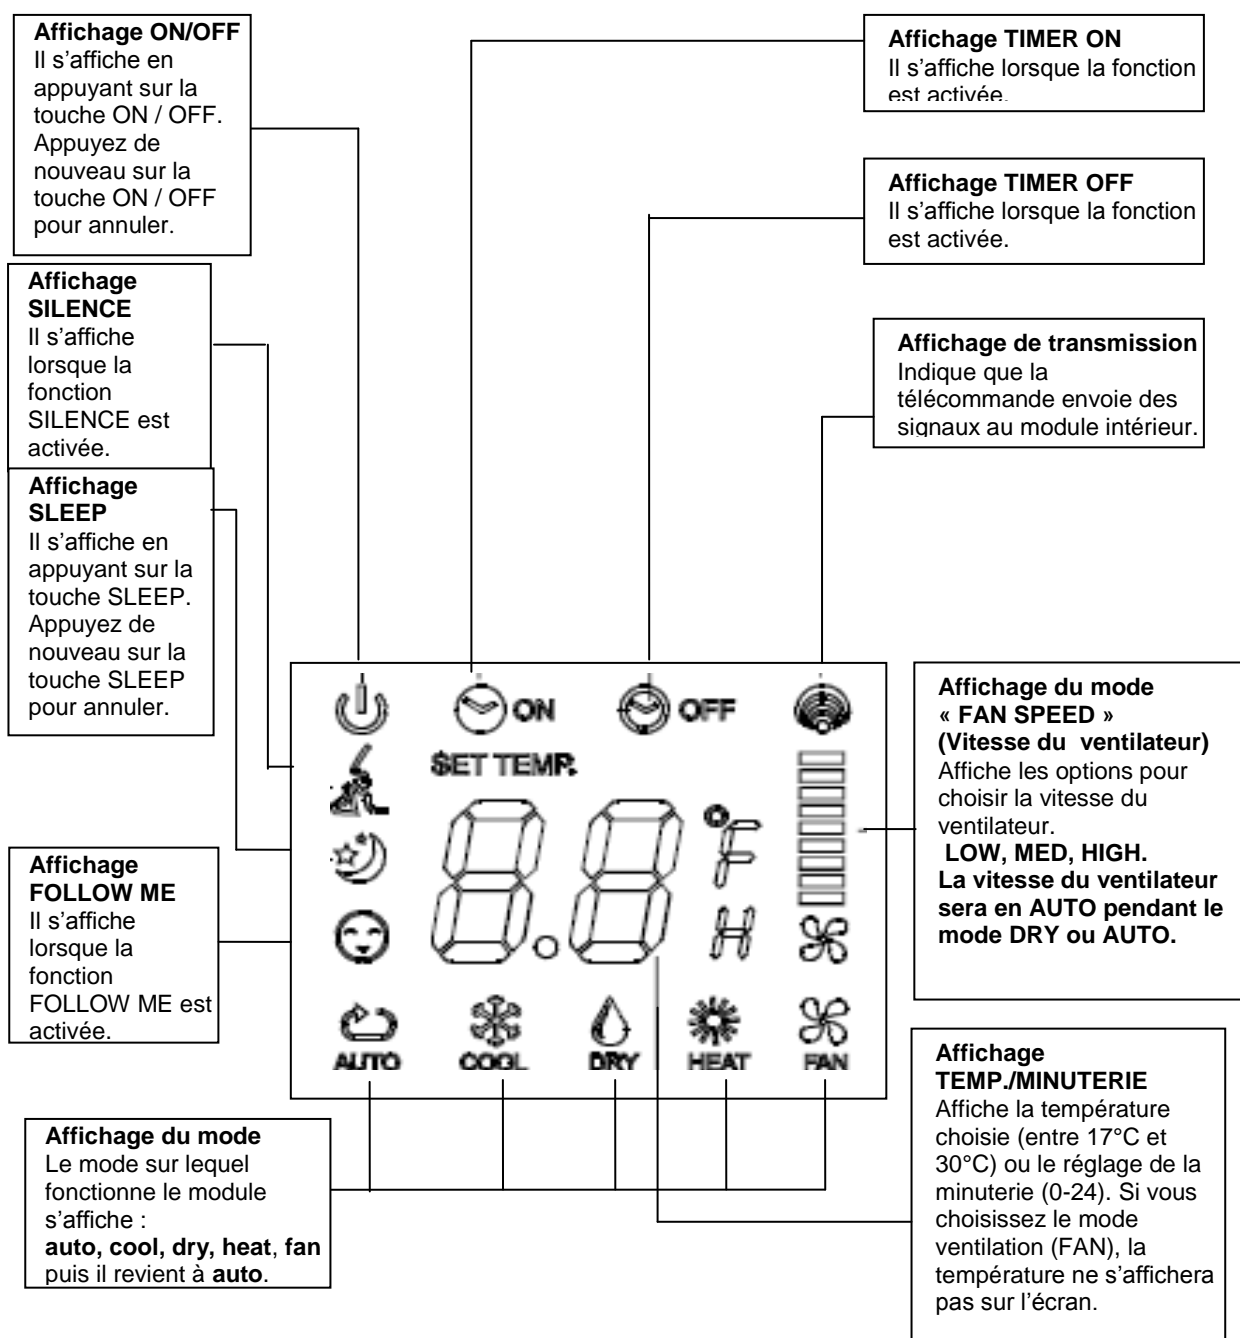 Affichage ON/OFF
Il s’affiche en
appuyant sur la
touche ON / OFF.
Appuyez de
nouveau sur la
touche ON / OFF
pour annuler.
Affichage TIMER ON
Il s’affiche lorsque la fonction
est activée.
Affichage TIMER OFF
Il s’affiche lorsque la fonction
est activée.
Affichage
SILENCE
Il s’affiche
lorsque la
fonction
SILENCE est
activée.
Affichage de transmission
Indique que la
télécommande envoie des
signaux au module intérieur.
Affichage
SLEEP
Il s’affiche en
appuyant sur la
touche SLEEP.
Appuyez de
nouveau sur la
touche SLEEP
pour annuler.
ON OFF
SET TEMP.
8.8 °F
H
AUTO COOL DRY HEAT FAN
Affichage du mode
« FAN SPEED »
(Vitesse du ventilateur)
Affiche les options pour
choisir la vitesse du
ventilateur.
LOW, MED, HIGH.
La vitesse du ventilateur
sera en AUTO pendant le
mode DRY ou AUTO.
Affichage
FOLLOW ME
Il s’affiche
lorsque la
fonction
FOLLOW ME est
activée.
Affichage
TEMP./MINUTERIE
Affiche la température
choisie (entre 17°C et
30°C) ou le réglage de la
minuterie (0-24). Si vous
choisissez le mode
ventilation (FAN), la
température ne s’affichera
pas sur l’écran.
Affichage du mode
Le mode sur lequel
fonctionne le module
s’affiche :
auto, cool, dry, heat, fan
puis il revient à auto.